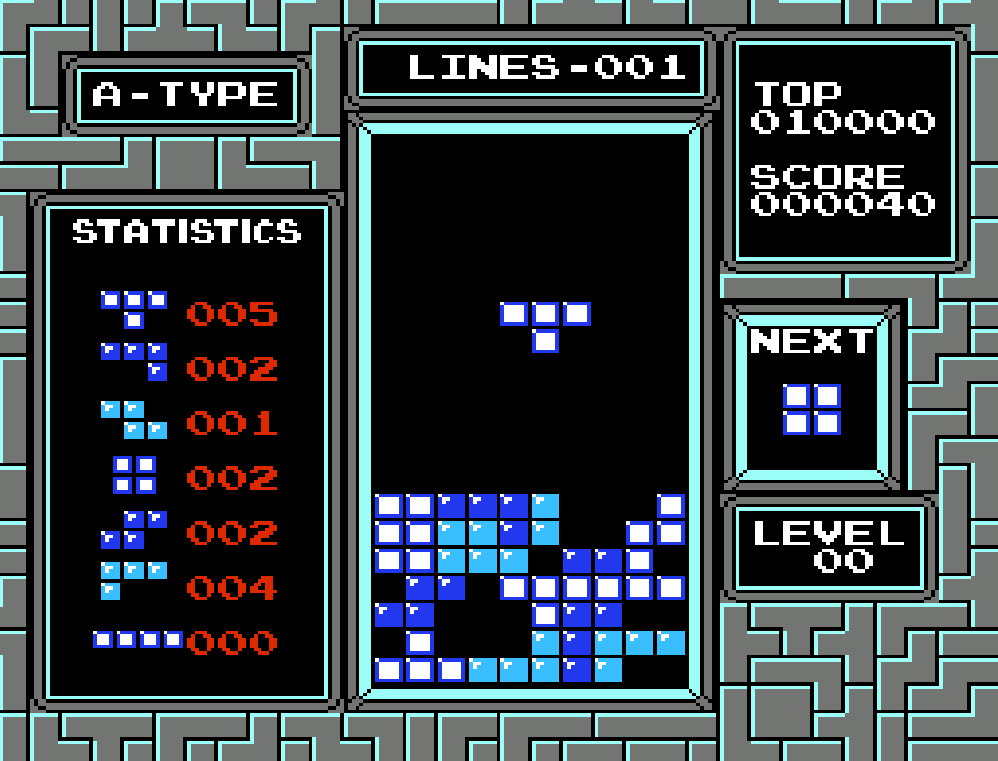 A-TYPE
LINES-001
TOP
010000
SCORE
000040
STATISTICS
005
002
001
002
002
004
000
NEXT
LEVEL
00